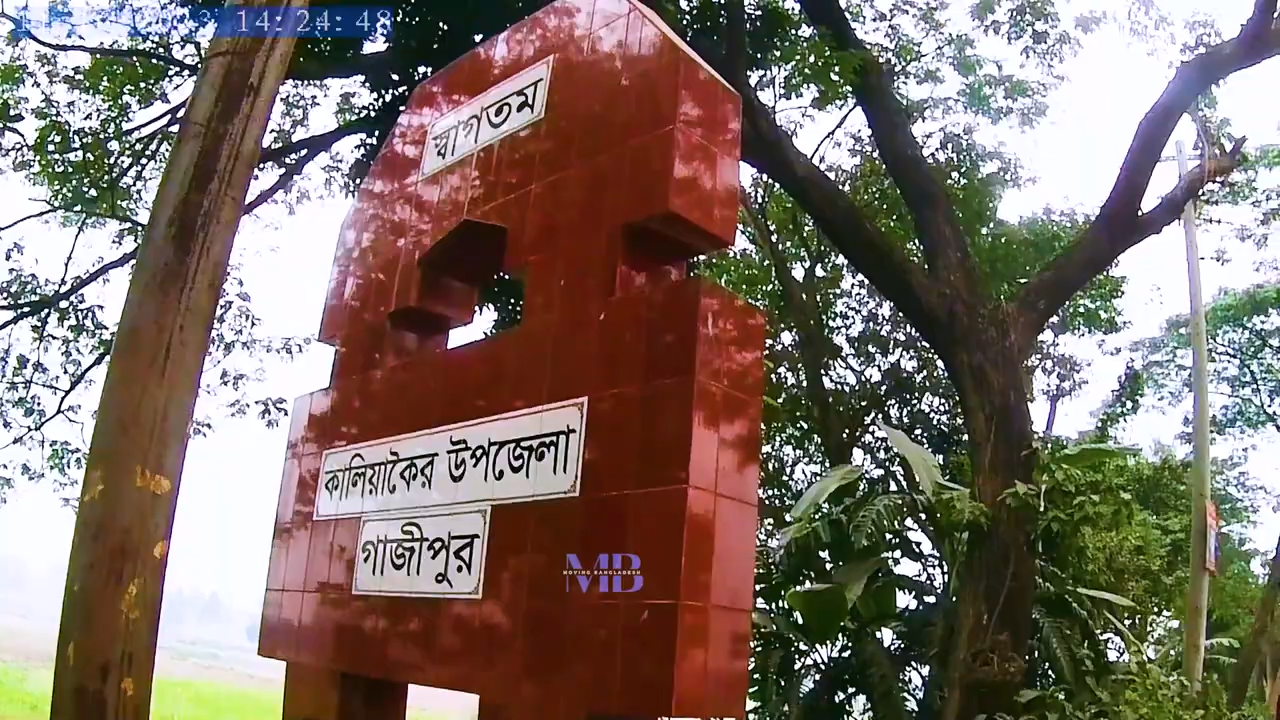 14:24:48
স্বাগতম
কালিয়াকৈর উপজেলা
গাজীপুর
MB
MOVING BANGLADESH